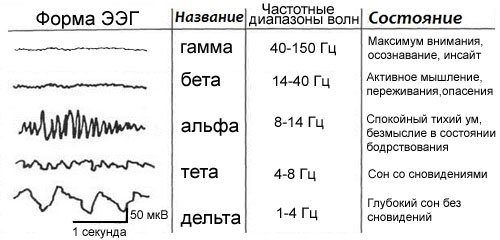 Форма ЭЭГ
Название
Частотные
диапазоны волн
Состояние
гамма
40-150 Гц
Максимум внимания,
осознавание, инсайт
бета
14-40 Гц
Активное мышление,
переживания,опасения
альфа
8-14 Гц
Спокойный тихий ум,
безмыслие в состоянии
бодрствования
тета
4-8 Гц
Сон со сновидениями
50 мкВ
1 секунда
дельта
1-4 Гц
Глубокий сон без
сновидений